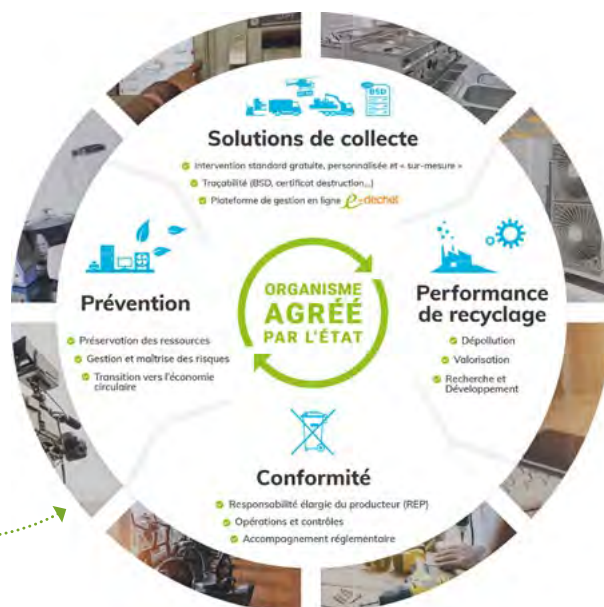 BSD
Solutions de collecte
Intervention standard gratuite, personnalisée et « sur-mesure »
Traçabilité (BSD, certificat destruction...)
Plateforme de gestion en ligne e-dechet
Prévention
Préservation des ressources
Gestion et maîtrise des risques
Transition vers l'économie
circulaire
ORGANISME
AGRÉÉ
PAR L'ÉTAT
Performance
de recyclage
Dépollution
Valorisation
Recherche et
Développement
Conformité
Responsabilité élargie du producteur (REP)
Opérations et contrôles
Accompagnement réglementaire